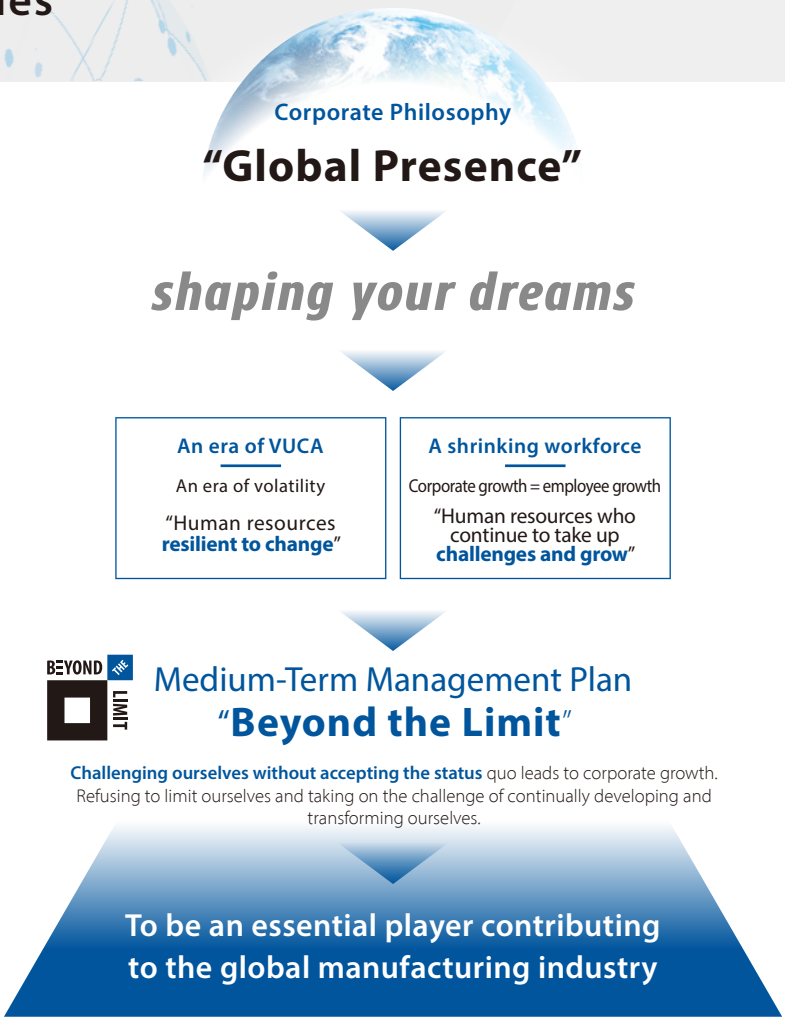 Corporate Philosophy
“Global Presence”
shaping your dreams
An era of VUCA
An era of volatility
“Human resources
resilient to change”
A shrinking workforce
Corporate growth = employee growth
“Human resources who
continue to take up
challenges and grow”
BEYOND THE
LIMIT
Medium-Term Management Plan
“Beyond the Limit”
Challenging ourselves without accepting the status quo leads to corporate growth.
Refusing to limit ourselves and taking on the challenge of continually developing and
transforming ourselves.
To be an essential player contributing
to the global manufacturing industry